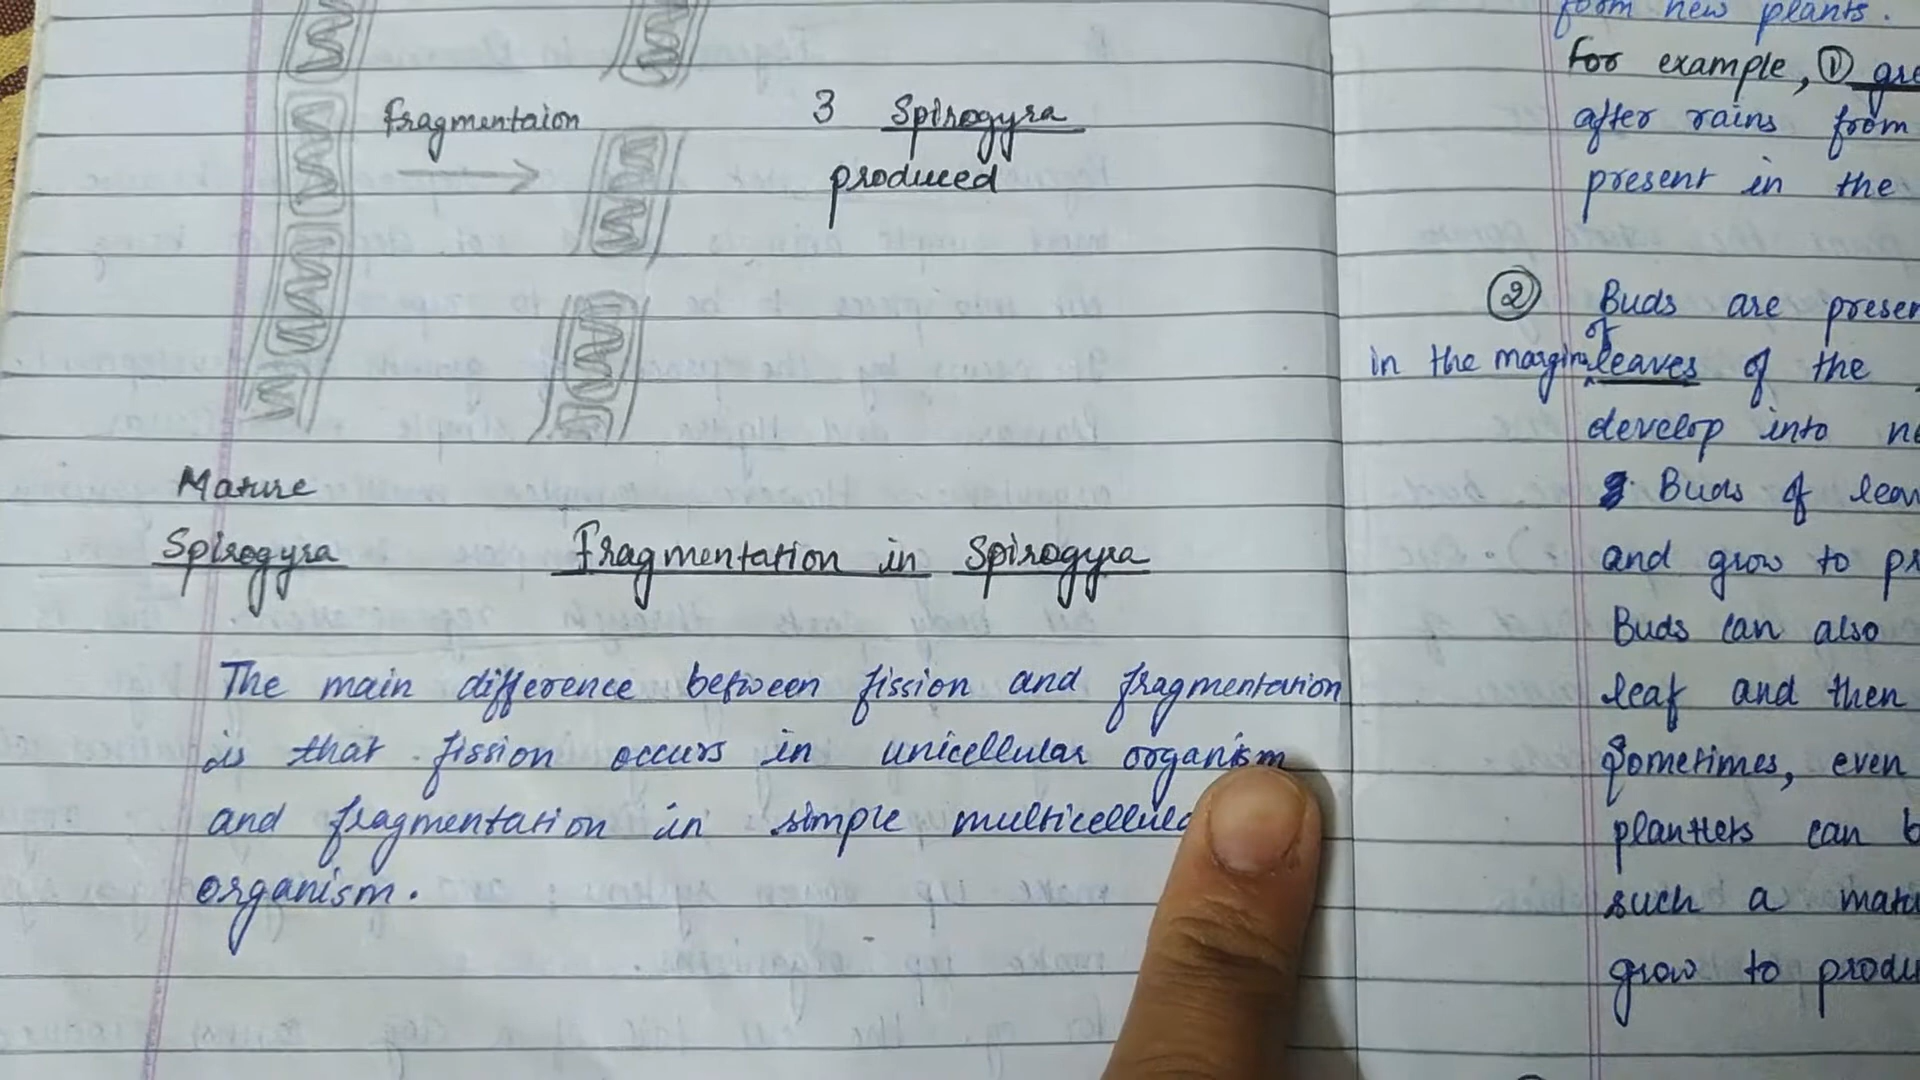 fragmentaion
3 Spirogyra
produced
Mature
Spirogyra
Fragmentation in Spirogyra
The main difference between fission and fragmentation
is that fission occurs in unicellular organism
and fragmentation in simple
organism.
form new plants.
For example, ①
after rains from
present in the
② Buds are
of
in the margin leaves of the
develop into
Buds of
and grow to
Buds can also
leaf and then
Sometimes, even
plantlets can
such a
grow to